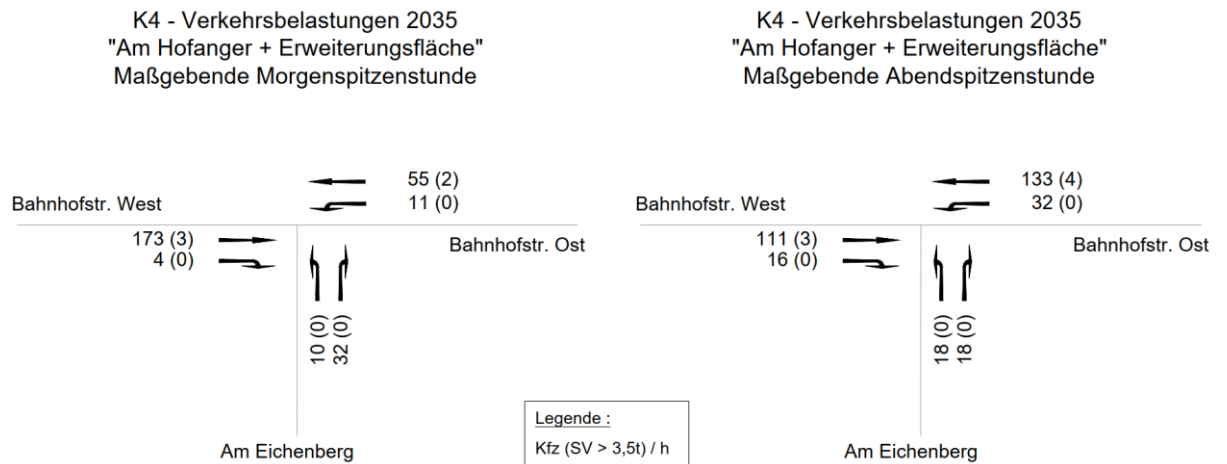 K4 - Verkehrsbelastungen 2035
"Am Hofanger + Erweiterungsfläche"
Maßgebende Morgenspitzenstunde
55 (2)
11 (0)
Bahnhofstr. West
173 (3)
4 (0)
Bahnhofstr. Ost
10 (0)
32 (0)
Am Eichenberg
K4 - Verkehrsbelastungen 2035
"Am Hofanger + Erweiterungsfläche"
Maßgebende Abendspitzenstunde
133 (4)
32 (0)
Bahnhofstr. West
111 (3)
16 (0)
Bahnhofstr. Ost
18 (0)
18 (0)
Am Eichenberg
Legende :
Kfz (SV > 3,5t) / h